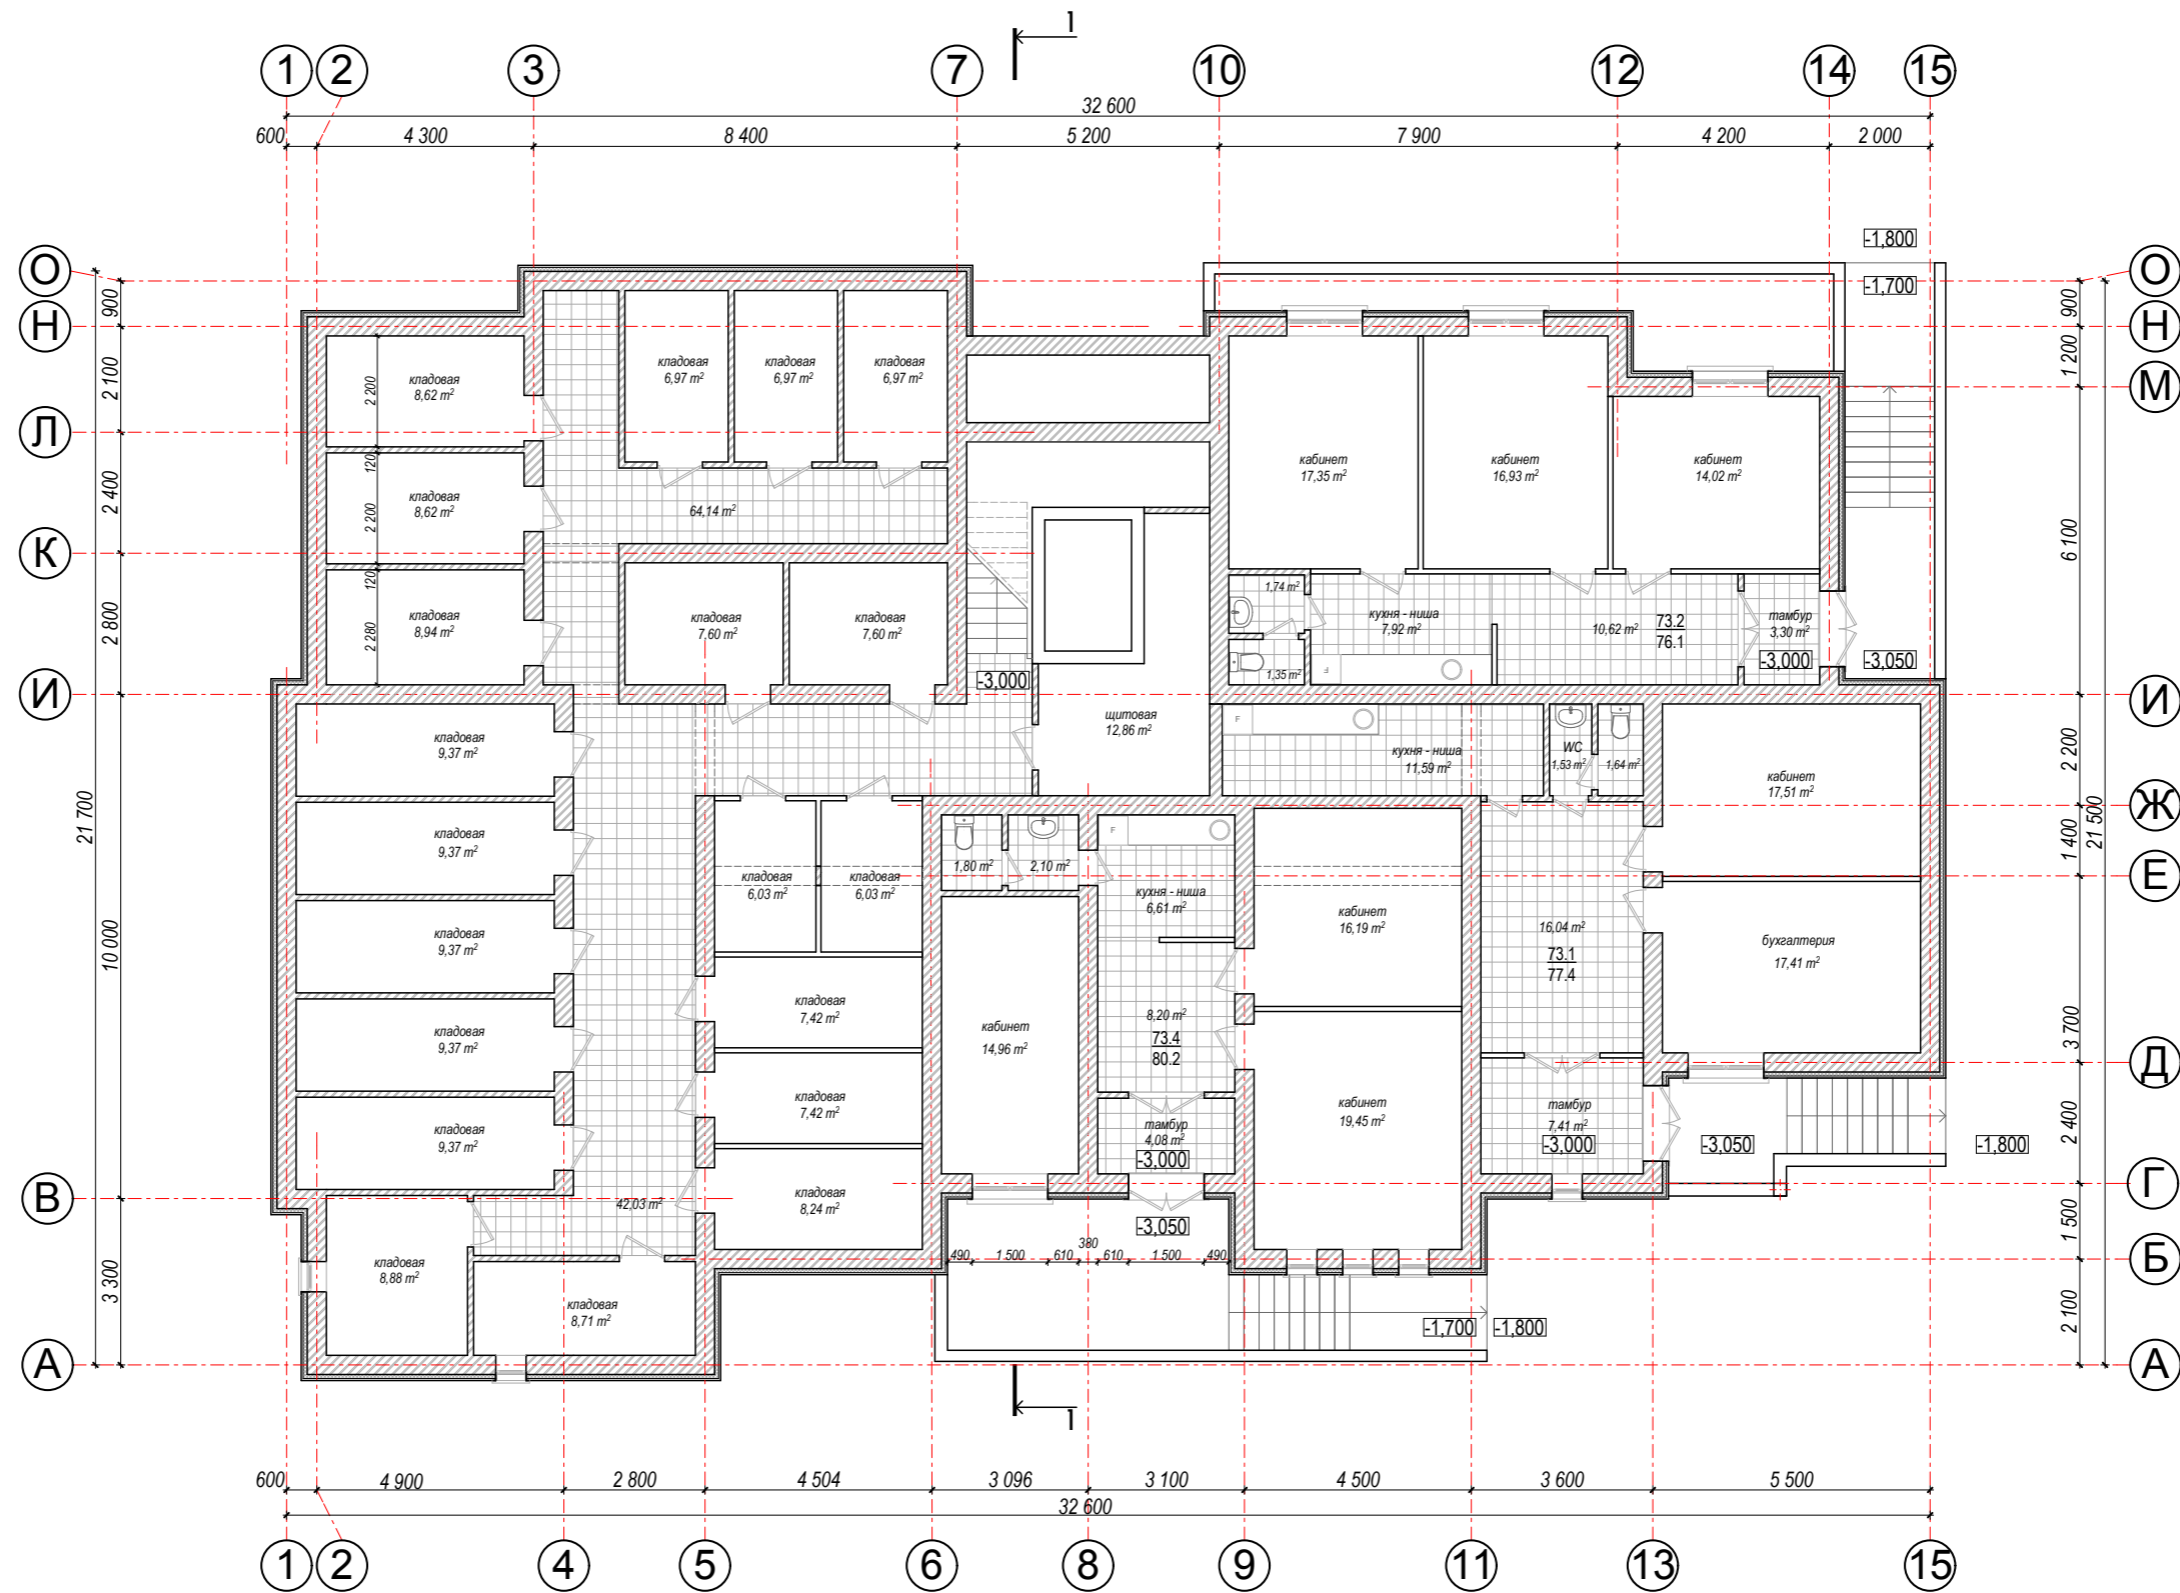 1
1 2 3 7 10 12 14 15
32 600
600 4 300 8 400 5 200 7 900 4 200 2 000
-1,800
О О
-1,700
900 900
Н Н
2 100 1 200
М
Л
2 400 6 100
К
2 800
И И
2 200
Ж
21 700 1 400 21 500
Е
10 000
3 700
Д
2 400
В Г
1 500
3 300 Б
2 100
А А
кладовая
8,62 m²
2 200
120
кладовая
8,62 m²
2 200
120
кладовая
8,94 m²
2 280
кладовая
6,97 m²
кладовая
6,97 m²
кладовая
6,97 m²
64,14 m²
кладовая
7,60 m²
кладовая
7,60 m²
-3,000
щитовая
12,86 m²
кабинет
17,35 m²
кабинет
16,93 m²
кабинет
14,02 m²
1,74 m²
1,35 m²
кухня - ниша
7,92 m²
F
10,62 m²
73.2
76.1
тамбур
3,30 m²
-3,000
-3,050
кладовая
9,37 m²
кладовая
9,37 m²
кладовая
9,37 m²
кладовая
9,37 m²
кладовая
9,37 m²
кладовая
6,03 m²
кладовая
6,03 m²
кладовая
7,42 m²
кладовая
7,42 m²
кладовая
8,24 m²
42,03 m²
кладовая
8,88 m²
кладовая
8,71 m²
1,80 m²
2,10 m²
F
кухня - ниша
6,61 m²
кабинет
14,96 m²
8,20 m²
73.4
80.2
тамбур
4,08 m²
-3,000
-3,050
490 1 500 610 380 610 1 500 490
F
кухня - ниша
11,59 m²
WC
1,53 m²
1,64 m²
кабинет
17,51 m²
кабинет
16,19 m²
16,04 m²
73.1
77.4
бухгалтерия
17,41 m²
кабинет
19,45 m²
тамбур
7,41 m²
-3,000
-3,050
-1,800
-1,700 -1,800
1
600 4 900 2 800 4 504 3 096 3 100 4 500 3 600 5 500
32 600
1 2 4 5 6 8 9 11 13 15